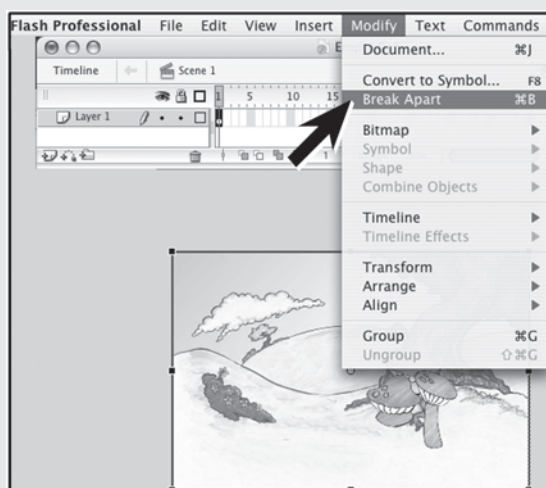 Flash Professional File Edit View Insert Modify Text Commands
E
Timeline Scene 1
1 5 10 15
Layer 1
1
Document... ⌘J
Convert to Symbol... F8
Break Apart ⌘B
Bitmap
Symbol
Shape
Combine Objects
Timeline
Timeline Effects
Transform
Arrange
Align
Group ⌘G
Ungroup ⇧⌘G